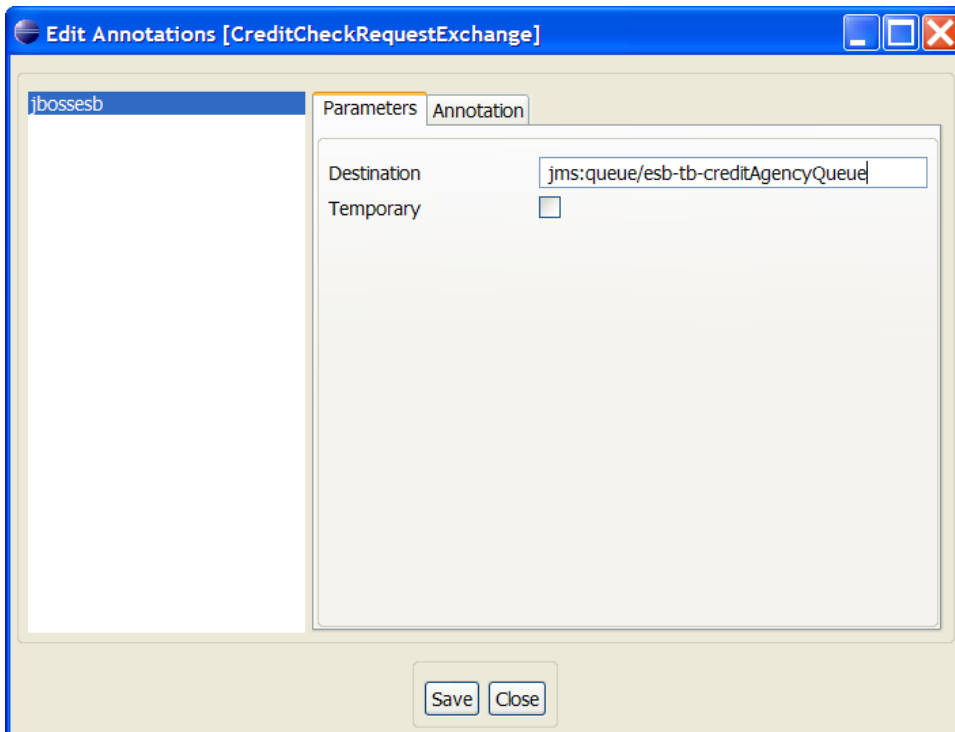 Edit Annotations [CreditCheckRequestExchange]
jbossesb
Parameters Annotation
Destination jms:queue/esb-tb-creditAgencyQueue
Temporary
Save Close